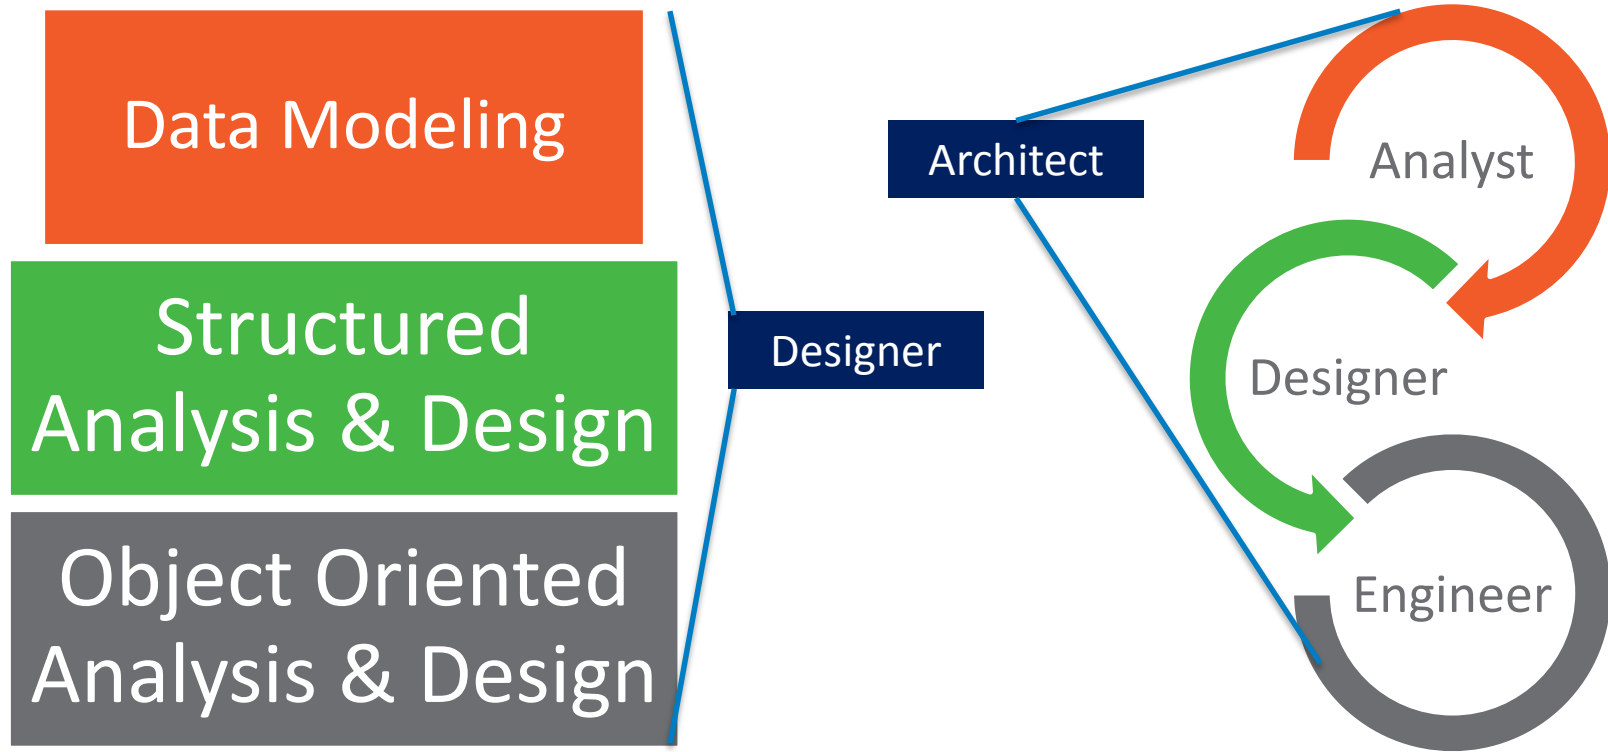 Data Modeling
Structured
Analysis & Design
Object Oriented
Analysis & Design
Designer
Architect
Analyst
Designer
Engineer